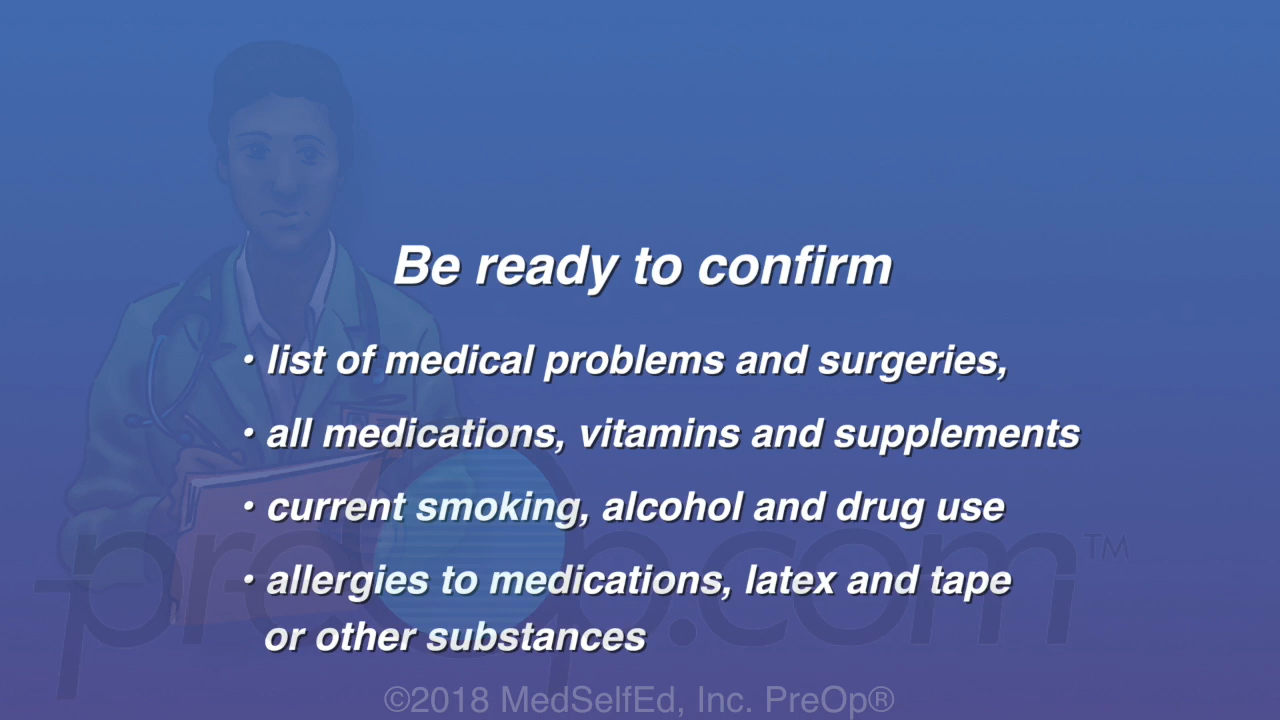 Be ready to confirm
• list of medical problems and surgeries,
• all medications, vitamins and supplements
• current smoking, alcohol and drug use
• allergies to medications, latex and tape
or other substances
preOp.com™
©2018 MedSelfEd, Inc. PreOp®